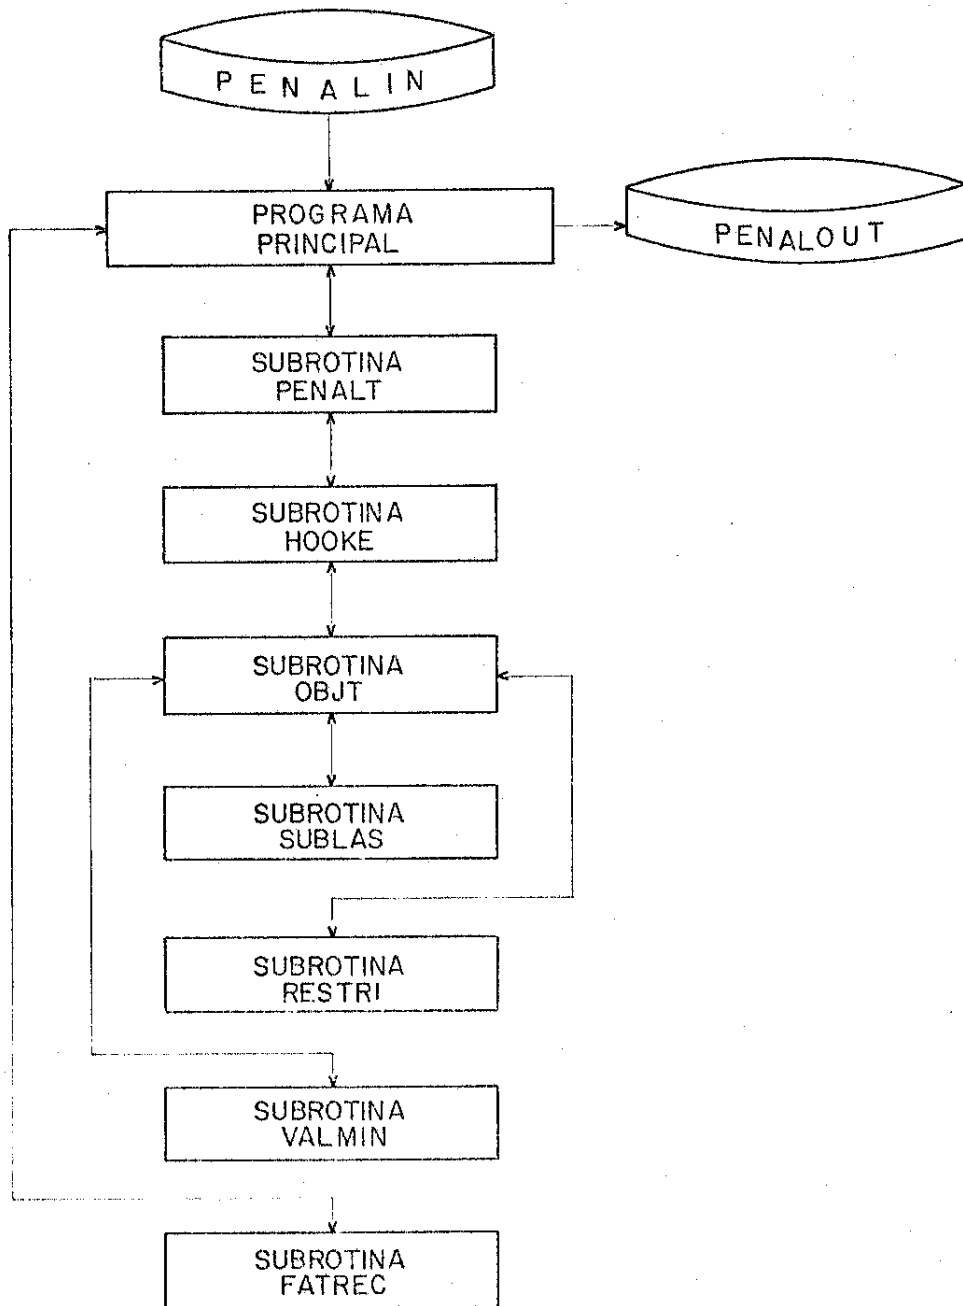 PENALIN
PROGRAMA
PRINCIPAL
PENALOUT
SUBROTINA
PENALT
SUBROTINA
HOOKE
SUBROTINA
OBJT
SUBROTINA
SUBLAS
SUBROTINA
RESTRI
SUBROTINA
VALMIN
SUBROTINA
FATREC